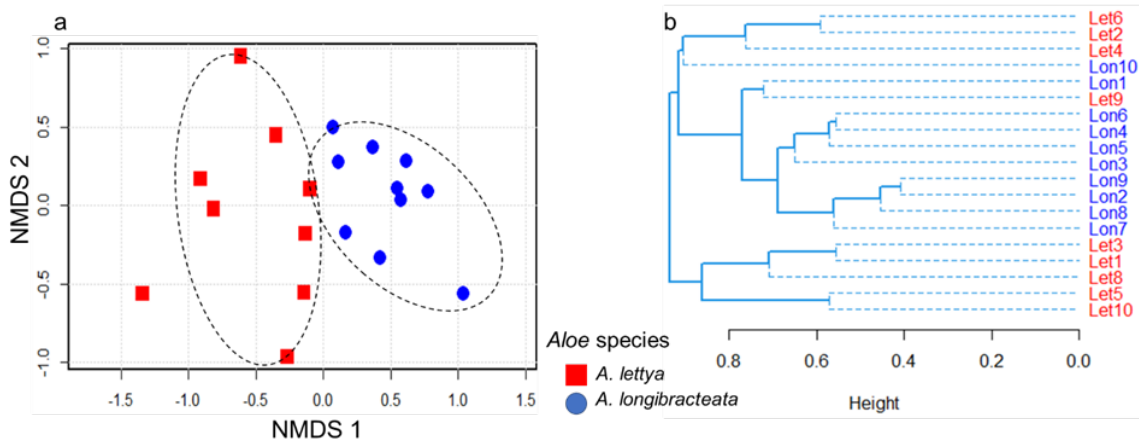 a
NMDS 2
1.0
0.5
0.0
-0.5
-1.0
-1.5 -1.0 -0.5 0.0 0.5 1.0 1.5
NMDS 1
Aloe species
A. lettya
A. longibracteata
b
Let6
Let2
Let4
Lon10
Lon1
Let9
Lon6
Lon4
Lon5
Lon3
Lon9
Lon2
Lon8
Lon7
Let3
Let1
Let8
Let5
Let10
0.8 0.6 0.4 0.2 0.0
Height